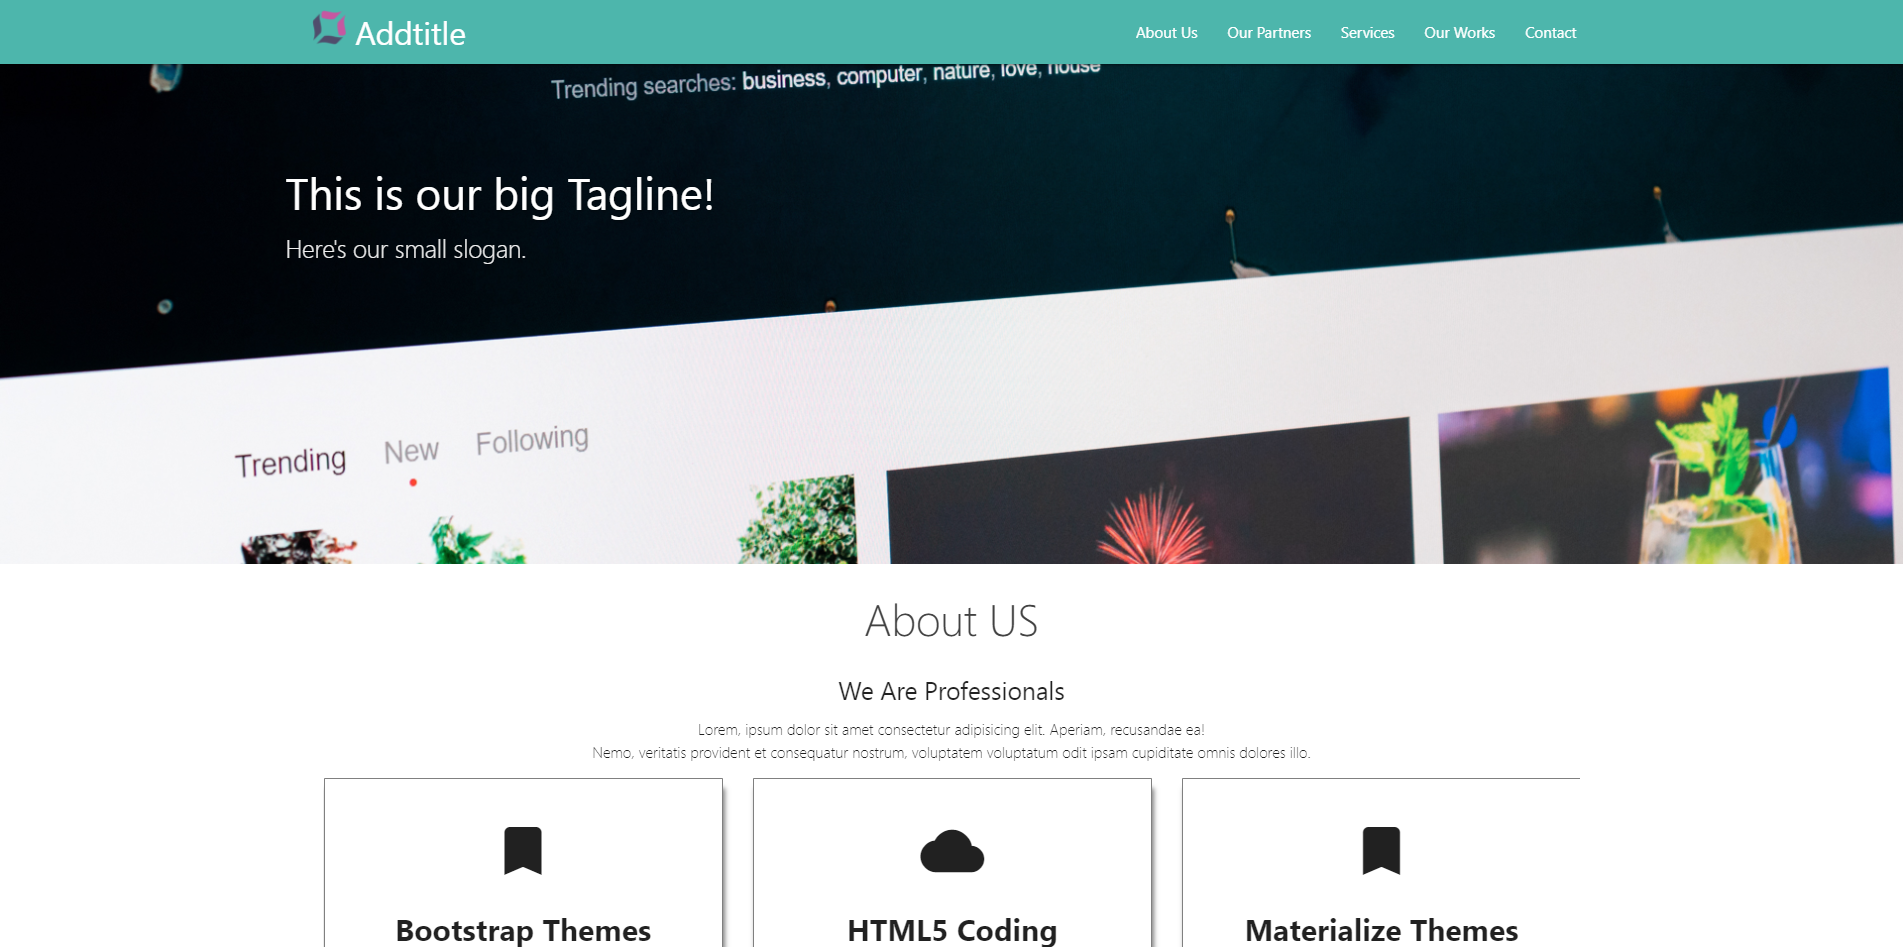 Addtitle
About Us Our Partners Services Our Works Contact
Trending searches: business, computer, nature, love, house
This is our big Tagline!
Here's our small slogan.
Trending New Following
About US
We Are Professionals
Lorem, ipsum dolor sit amet consectetur adipisicing elit. Aperiam, recusandae ea!
Nemo, veritatis provident et consequatur nostrum, voluptatem voluptatum odit ipsam cupiditate omnis dolores illo.
Bootstrap Themes
HTML5 Coding
Materialize Themes